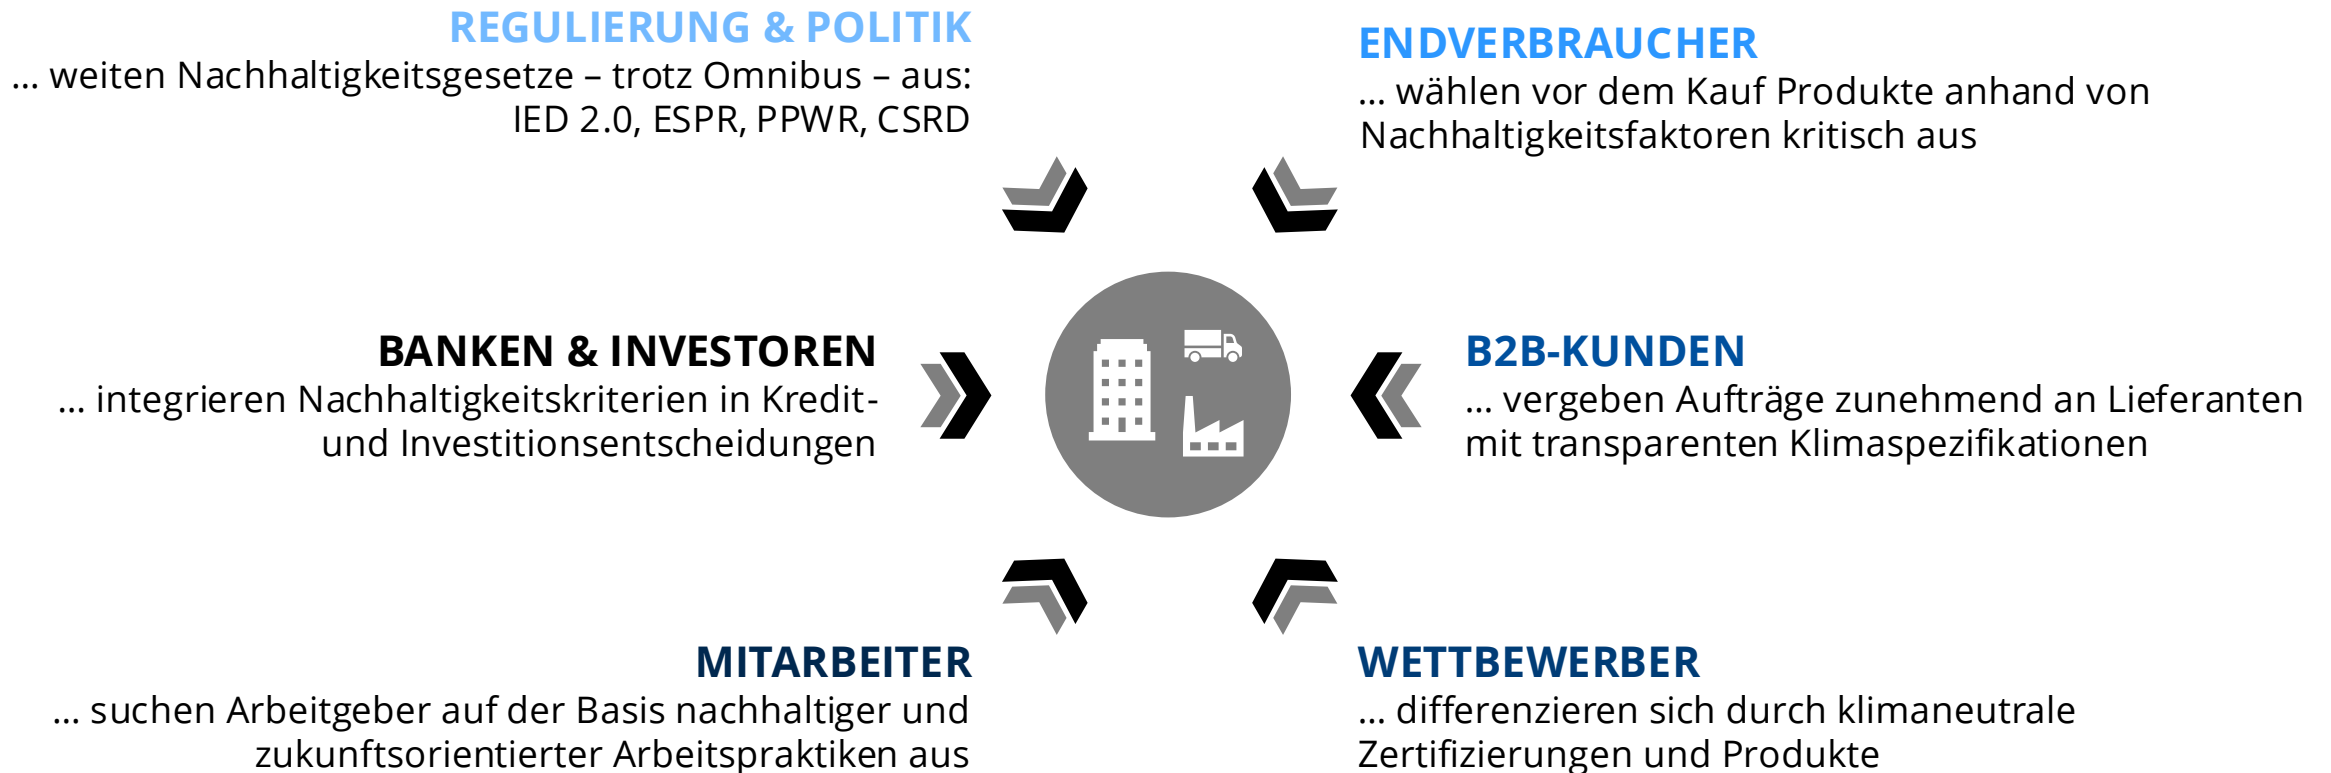 REGULIERUNG & POLITIK
... weiten Nachhaltigkeitsgesetze – trotz Omnibus – aus:
IED 2.0, ESPR, PPWR, CSRD
ENDVERBRAUCHER
... wählen vor dem Kauf Produkte anhand von
Nachhaltigkeitsfaktoren kritisch aus
BANKEN & INVESTOREN
... integrieren Nachhaltigkeitskriterien in Kredit-
und Investitionsentscheidungen
B2B-KUNDEN
... vergeben Aufträge zunehmend an Lieferanten
mit transparenten Klimaspezifikationen
MITARBEITER
... suchen Arbeitgeber auf der Basis nachhaltiger und
zukunftsorientierter Arbeitspraktiken aus
WETTBEWERBER
... differenzieren sich durch klimaneutrale
Zertifizierungen und Produkte